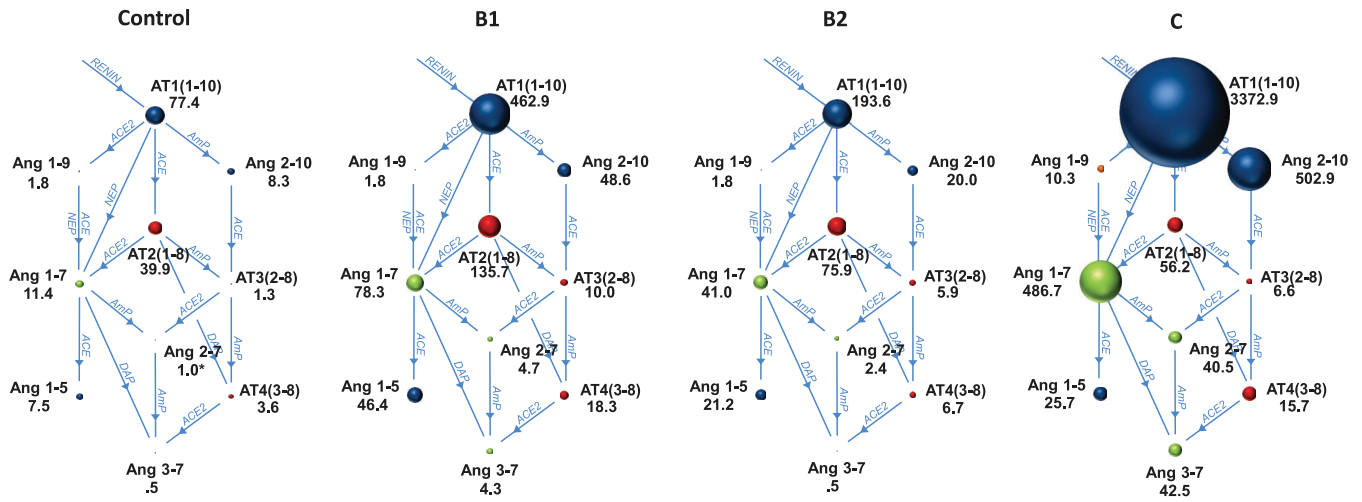 Control
RENIN
AT1(1-10)
77.4
ACE2
AmP
Ang 1-9
1.8
NEP
ACE
Ang 2-10
8.3
ACE
NEP
ACE
AT2(1-8)
39.9
ACE2
AmP
Ang 1-7
11.4
AT3(2-8)
1.3
AmP
ACE2
Ang 2-7
1.0*
ACE
DAP
DAP
AmP
Ang 1-5
7.5
AmP
AT4(3-8)
3.6
ACE2
Ang 3-7
.5
B1
RENIN
AT1(1-10)
462.9
ACE2
AmP
Ang 1-9
1.8
NEP
ACE
Ang 2-10
48.6
ACE
NEP
ACE
AT2(1-8)
135.7
ACE2
AmP
Ang 1-7
78.3
AT3(2-8)
10.0
AmP
ACE2
Ang 2-7
4.7
ACE
DAP
DAP
AmP
Ang 1-5
46.4
AmP
AT4(3-8)
18.3
ACE2
Ang 3-7
4.3
B2
RENIN
AT1(1-10)
193.6
ACE2
AmP
Ang 1-9
1.8
NEP
ACE
Ang 2-10
20.0
ACE
NEP
ACE
AT2(1-8)
75.9
ACE2
AmP
Ang 1-7
41.0
AT3(2-8)
5.9
AmP
ACE2
Ang 2-7
2.4
ACE
DAP
DAP
AmP
Ang 1-5
21.2
AmP
AT4(3-8)
6.7
ACE2
Ang 3-7
.5
C
RENIN
AT1(1-10)
3372.9
Ang 1-9
10.3
NEP
Ang 2-10
502.9
ACE
NEP
ACE
AT2(1-8)
56.2
ACE2
AmP
Ang 1-7
486.7
AT3(2-8)
6.6
AmP
ACE2
Ang 2-7
40.5
ACE
DAP
DAP
AmP
Ang 1-5
25.7
AmP
AT4(3-8)
15.7
ACE2
Ang 3-7
42.5